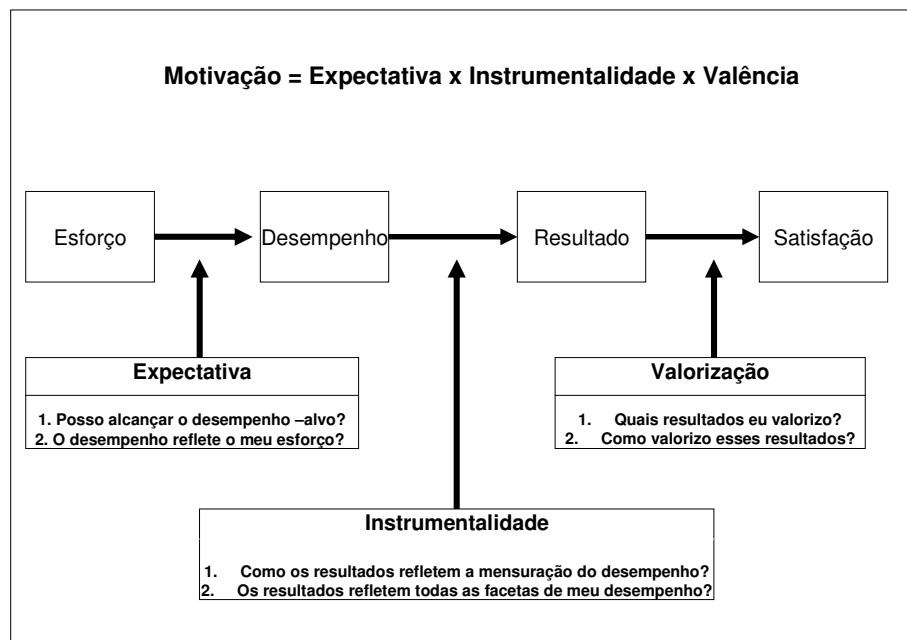 Motivação = Expectativa x Instrumentalidade x Valência
Esforço
Desempenho
Resultado
Satisfação
Expectativa
1. Posso alcançar o desempenho –alvo?
2. O desempenho reflete o meu esforço?
Valorização
1. Quais resultados eu valorizo?
2. Como valorizo esses resultados?
Instrumentalidade
1. Como os resultados refletem a mensuração do desempenho?
2. Os resultados refletem todas as facetas de meu desempenho?